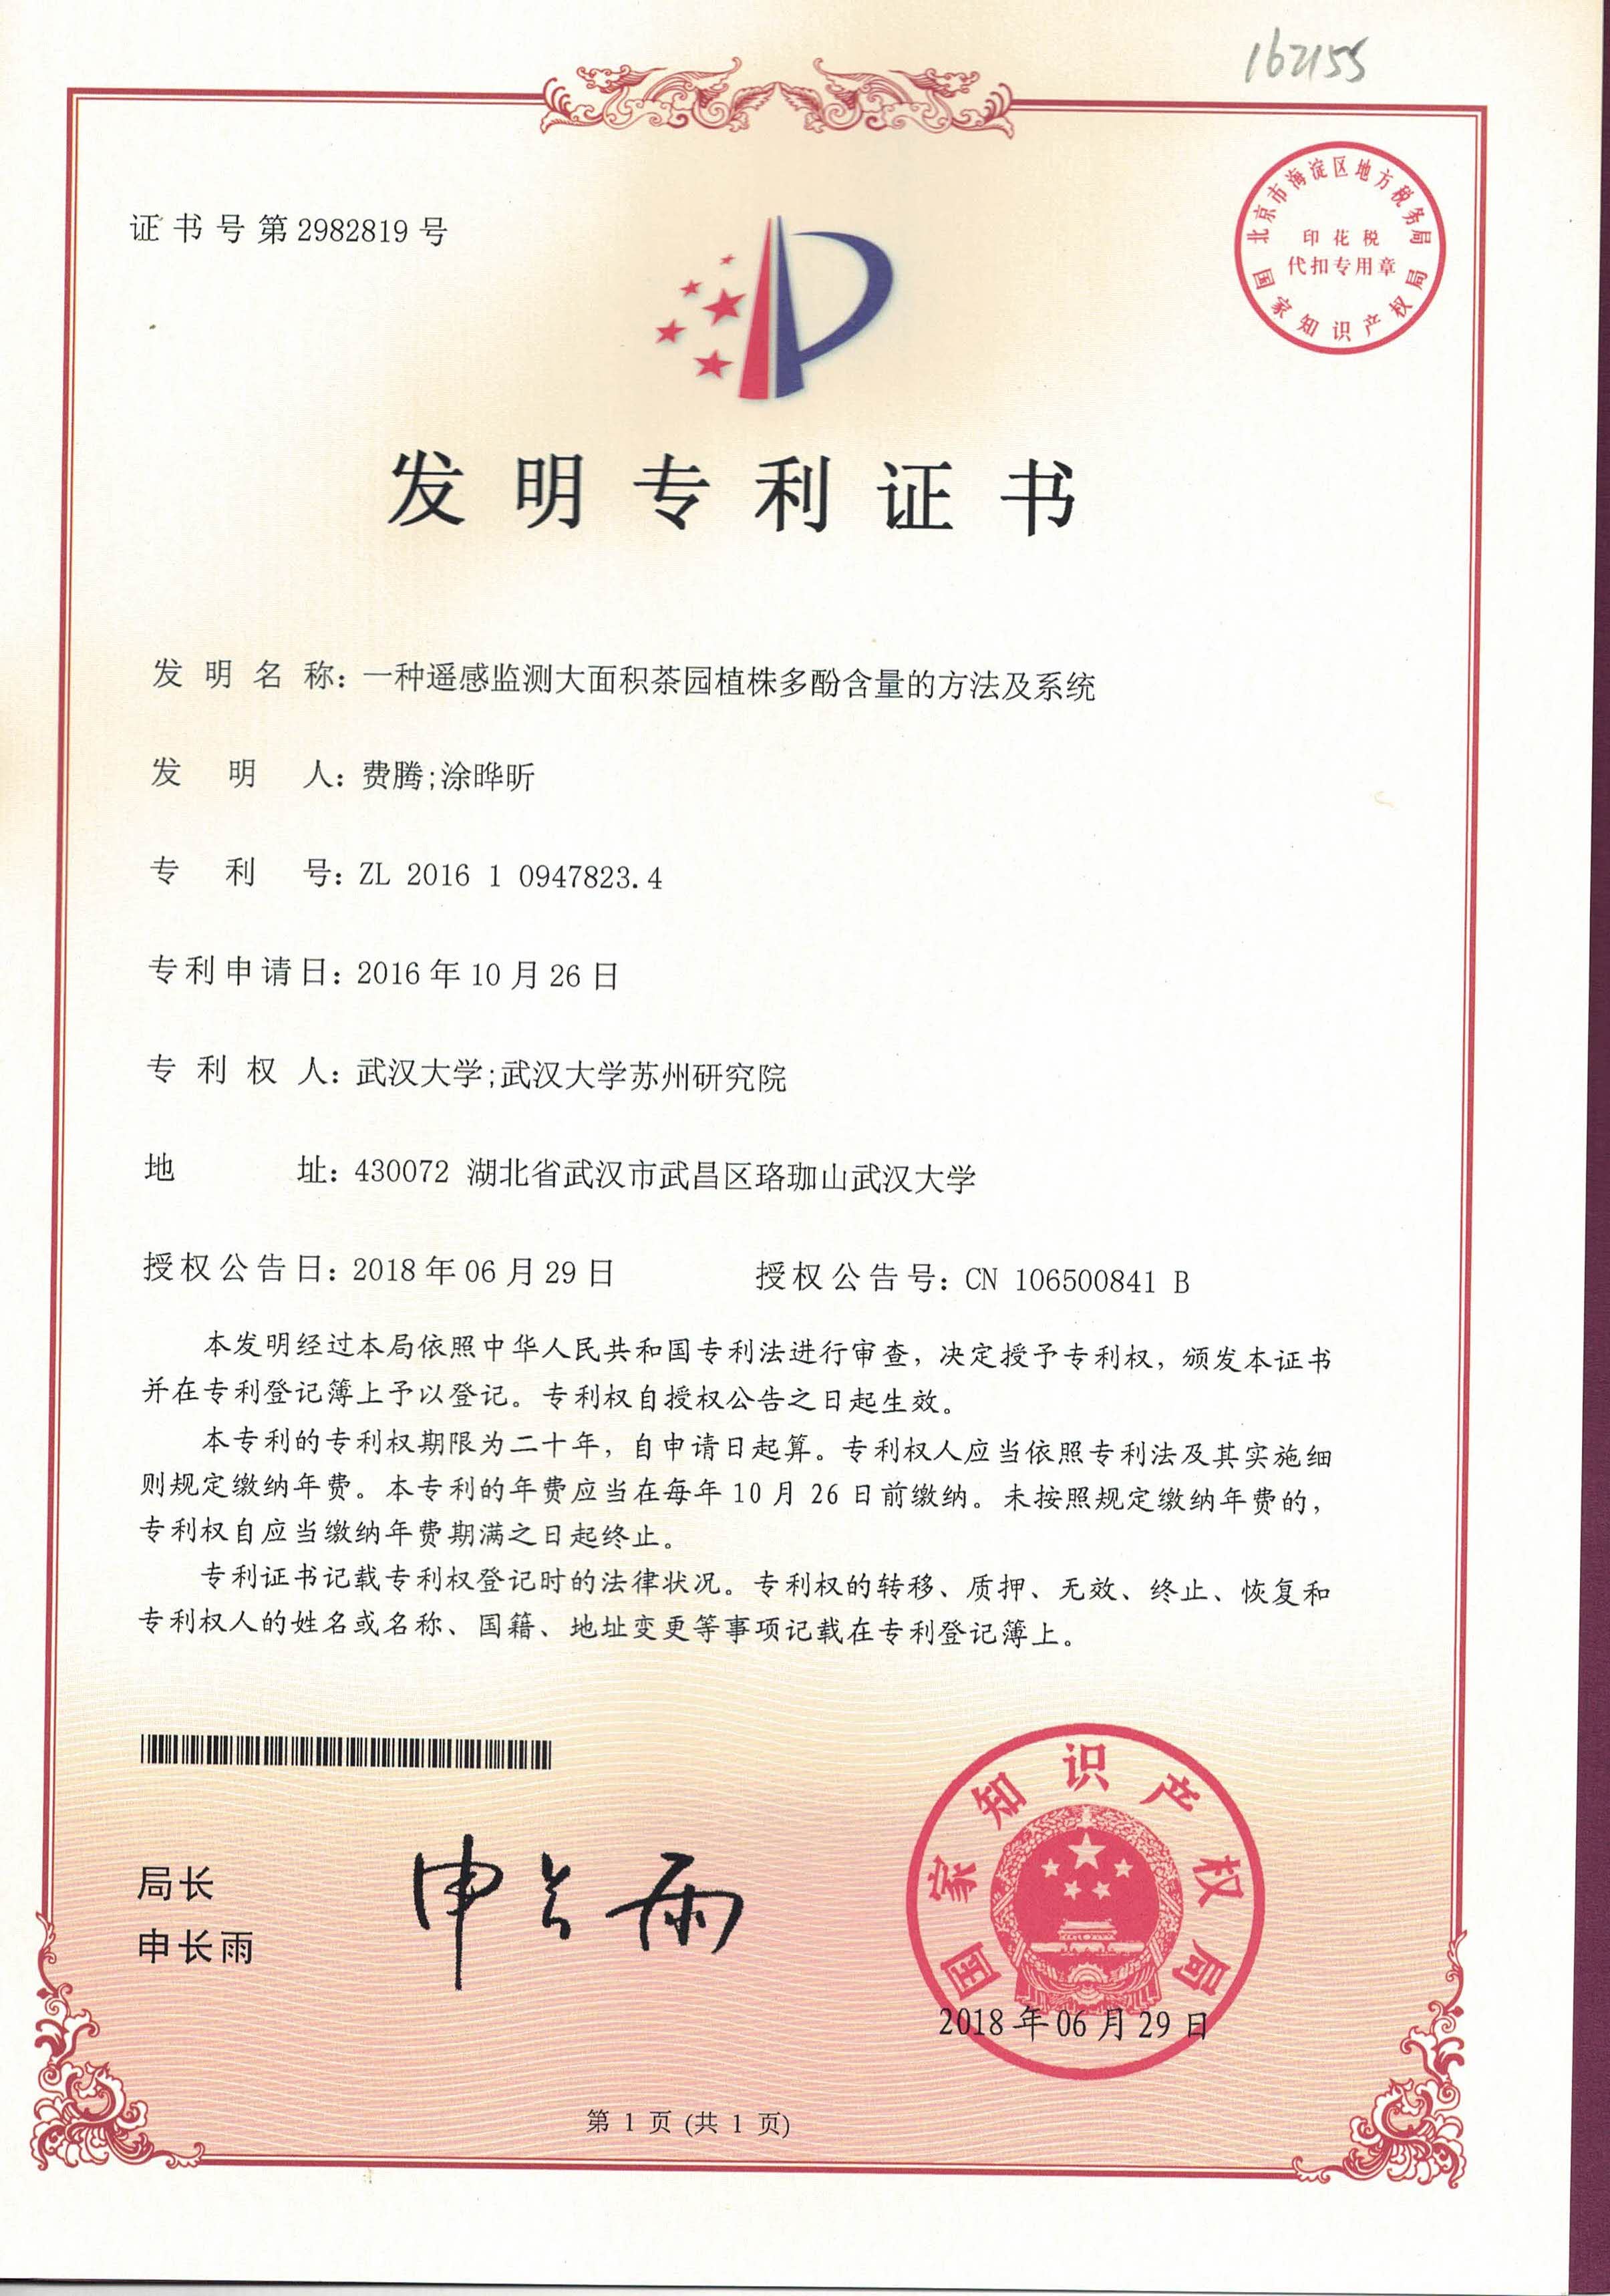 162155
北京市海淀区地方税务局
印花税
代扣专用章
国家知识产权局
证书号第2982819号
发明专利证书
发明名称：一种遥感监测大面积茶园植株多酚含量的方法及系统
发明人：费腾;涂晔昕
专利号：ZL 2016 1 0947823.4
专利申请日：2016年10月26日
专利权人：武汉大学;武汉大学苏州研究院
地址：430072 湖北省武汉市武昌区珞珈山武汉大学
授权公告日：2018年06月29日 授权公告号：CN 106500841 B
本发明经过本局依照中华人民共和国专利法进行审查，决定授予专利权，颁发本证书
并在专利登记簿上予以登记。专利权自授权公告之日起生效。
本专利的专利权期限为二十年，自申请日起算。专利权人应当依照专利法及其实施细
则规定缴纳年费。本专利的年费应当在每年10月26日前缴纳。未按照规定缴纳年费的，
专利权自应当缴纳年费期满之日起终止。
专利证书记载专利权登记时的法律状况。专利权的转移、质押、无效、终止、恢复和
专利权人的姓名或名称、国籍、地址变更等事项记载在专利登记簿上。
局长
申长雨
申长雨
国家知识产权局
2018年06月29日
第 1 页 (共 1 页)